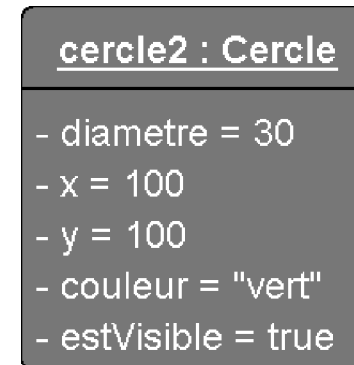 cercle2 : Cercle
- diametre = 30
- x = 100
- y = 100
- couleur = "vert"
- estVisible = true